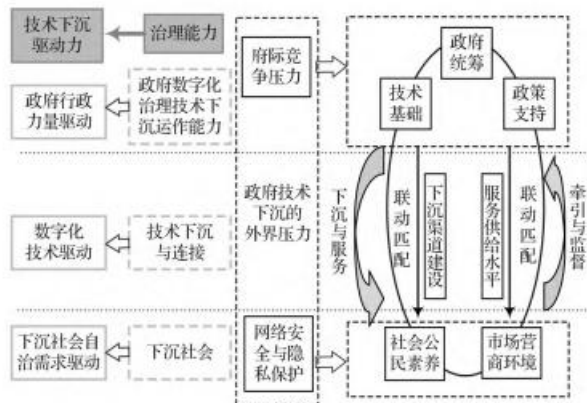 技术下沉
驱动力
治理能力
政府行政
力量驱动
政府数字化
治理技术下
沉运作能力
数字化
技术驱动
技术下沉
与连接
下沉社会自
治需求驱动
下沉社会
府际竞
争压力
政府技术
下沉的
外界压力
网络安
全与隐
私保护
政府
统筹
技术
基础
政策
支持
下沉与服务
联动匹配
下沉渠道建设
服务供给水平
联动匹配
牵引与监督
社会公
民素养
市场营
商环境